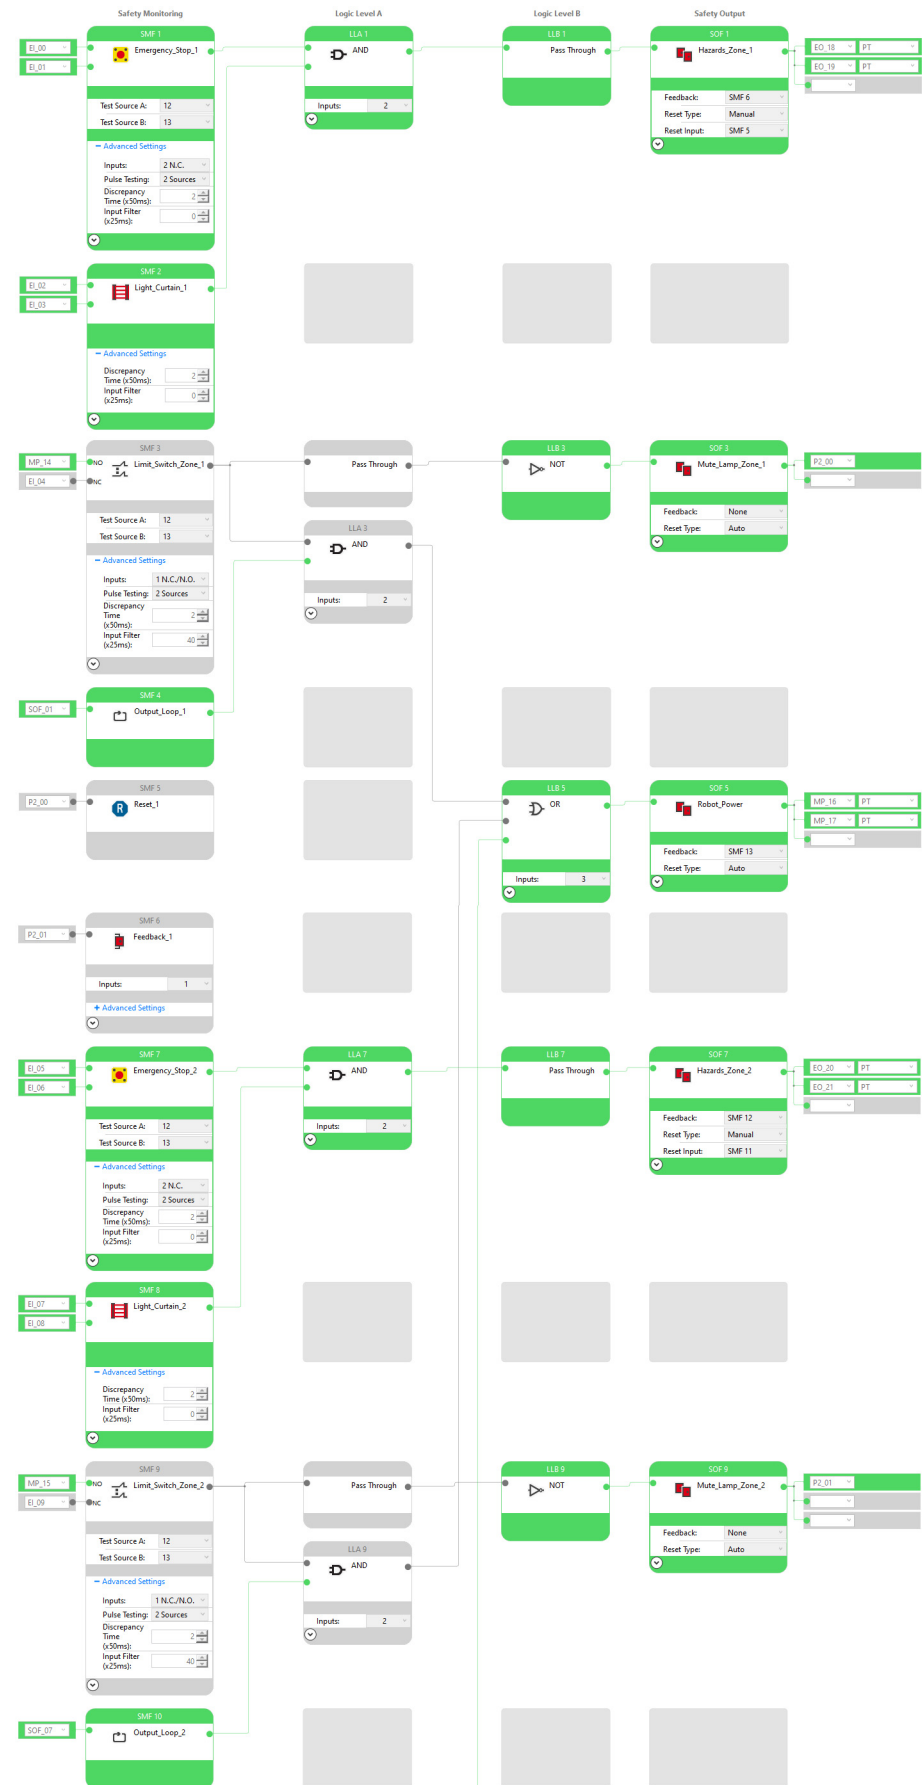 Safety Monitoring Logic Level A Logic Level B Safety Output
SMF 1 LLA 1 LLB 1 SOF 1
EI_00 Emergency_Stop_1 AND Pass Through Hazards_Zone_1 EO_18 PT
EI_01 EO_19 PT
Test Source A: 12 Inputs: 2 Feedback: SMF 6
Test Source B: 13 Reset Type: Manual
Reset Input: SMF 5
− Advanced Settings
Inputs: 2 N.C.
Pulse Testing: 2 Sources
Discrepancy
Time (x50ms): 2
Input Filter
(x25ms): 0
SMF 2
EI_02 Light_Curtain_1
EI_03
− Advanced Settings
Discrepancy
Time (x50ms): 2
Input Filter
(x25ms): 0
SMF 3 LLB 3 SOF 3
MP_14 NO Limit_Switch_Zone_1 Pass Through NOT Mute_Lamp_Zone_1 P2_00
EI_04 NC
Feedback: None
Test Source A: 12 LLA 3 Reset Type: Auto
Test Source B: 13 AND
− Advanced Settings
Inputs: 1 N.C./N.O.
Pulse Testing: 2 Sources Inputs: 2
Discrepancy
Time
(x50ms): 2
Input Filter
(x25ms): 40
SMF 4
SOF_01 Output_Loop_1
SMF 5 LLB 5 SOF 5
P2_00 R Reset_1 OR Robot_Power MP_16 PT
MP_17 PT
Feedback: SMF 13
Inputs: 3 Reset Type: Auto
SMF 6
P2_01 Feedback_1
Inputs: 1
+ Advanced Settings
SMF 7 LLA 7 LLB 7 SOF 7
EI_05 Emergency_Stop_2 AND Pass Through Hazards_Zone_2 EO_20 PT
EI_06 EO_21 PT
Test Source A: 12 Inputs: 2 Feedback: SMF 12
Test Source B: 13 Reset Type: Manual
Reset Input: SMF 11
− Advanced Settings
Inputs: 2 N.C.
Pulse Testing: 2 Sources
Discrepancy
Time (x50ms): 2
Input Filter
(x25ms): 0
SMF 8
EI_07 Light_Curtain_2
EI_08
− Advanced Settings
Discrepancy
Time (x50ms): 2
Input Filter
(x25ms): 0
SMF 9 LLB 9 SOF 9
MP_15 NO Limit_Switch_Zone_2 Pass Through NOT Mute_Lamp_Zone_2 P2_01
EI_09 NC
Feedback: None
Test Source A: 12 LLA 9 Reset Type: Auto
Test Source B: 13 AND
− Advanced Settings
Inputs: 1 N.C./N.O.
Pulse Testing: 2 Sources Inputs: 2
Discrepancy
Time
(x50ms): 2
Input Filter
(x25ms): 40
SMF 10
SOF_07 Output_Loop_2